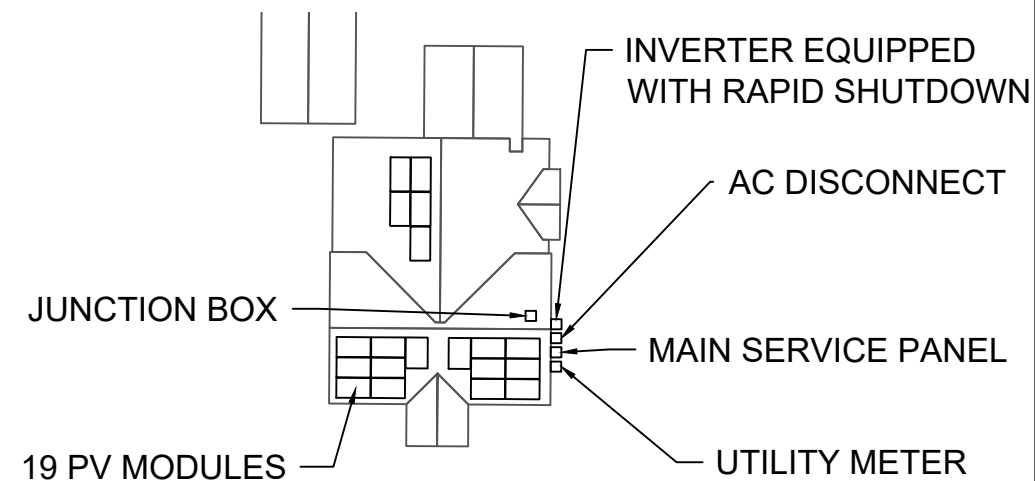 INVERTER EQUIPPED
WITH RAPID SHUTDOWN
AC DISCONNECT
JUNCTION BOX
MAIN SERVICE PANEL
19 PV MODULES
UTILITY METER